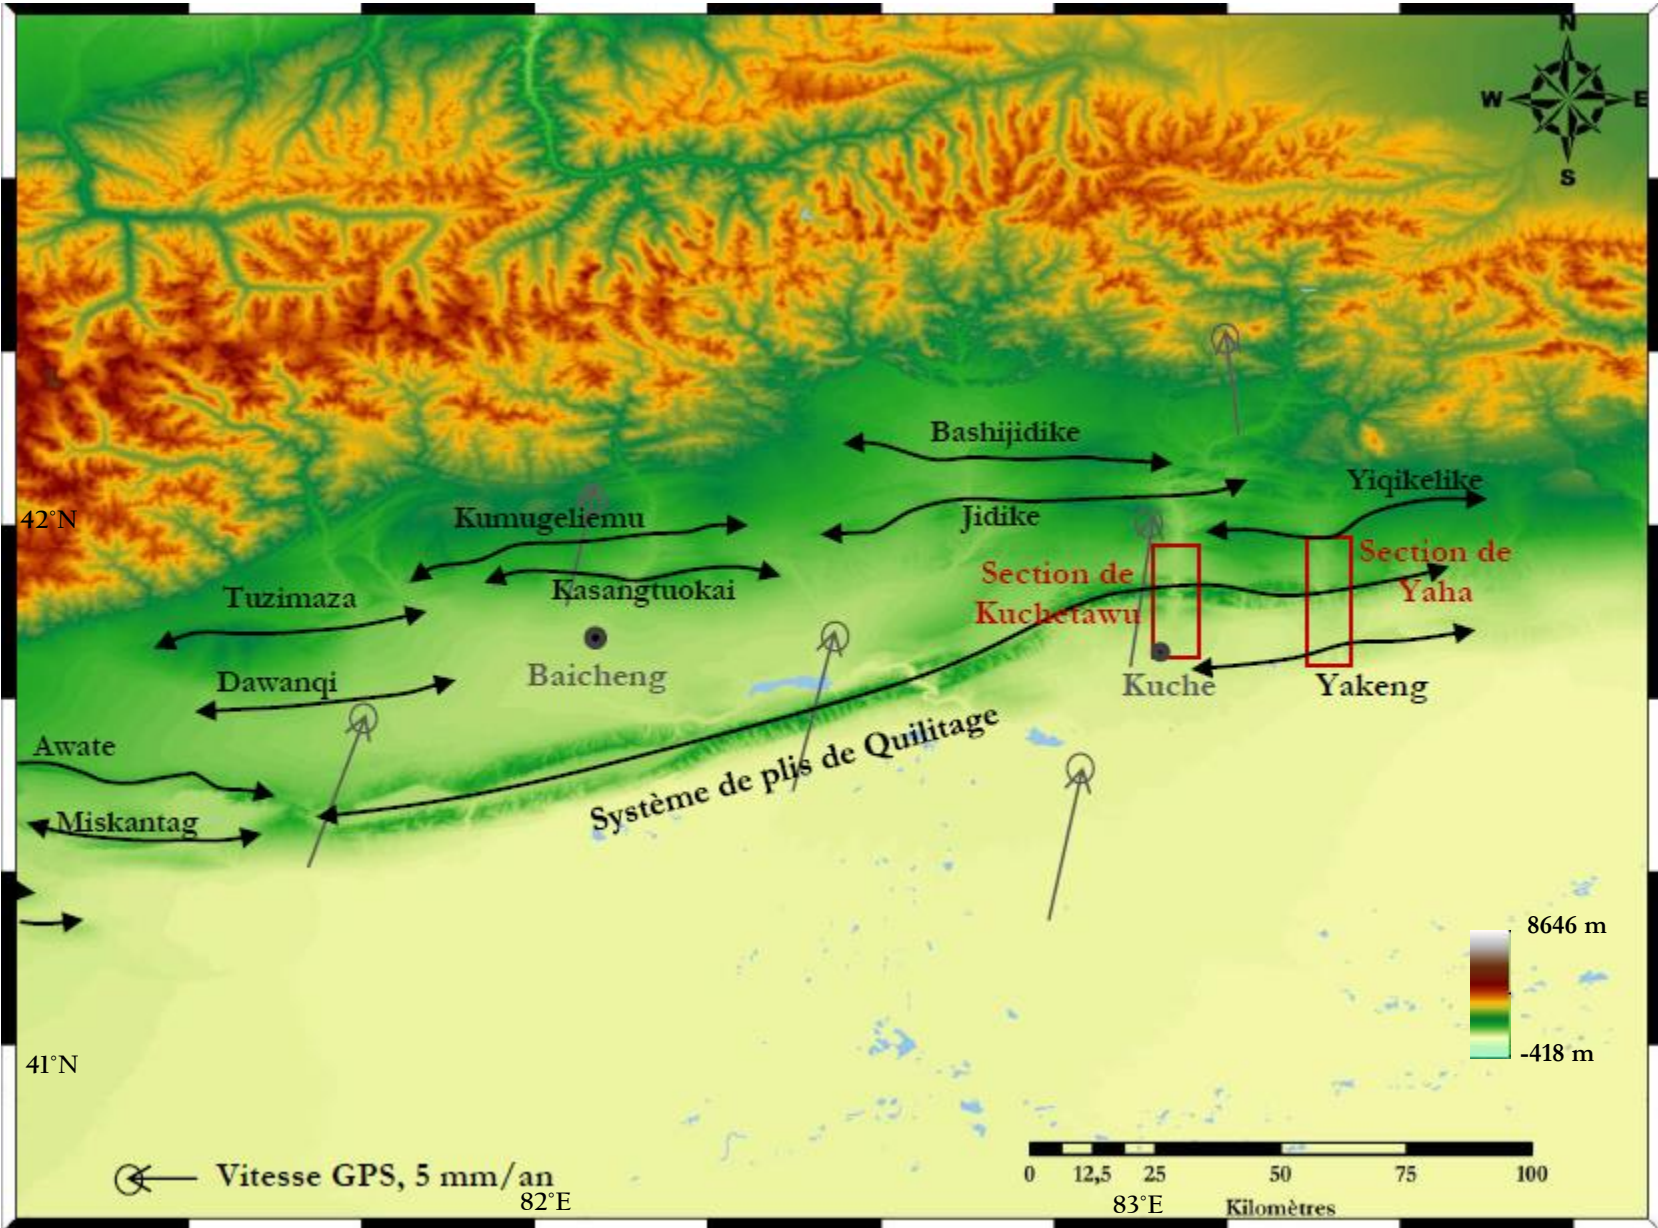 N
W
E
S
Bashijidike
Yiqikelike
42°N
Kumugeliemu
Jidike
Section de
Yaha
Section de
Kuchetawu
Kasangtuokai
Tuzimaza
Baicheng
Dawanqi
Kuche
Yakeng
Awate
Système de plis de Quilitage
Miskantag
8646 m
-418 m
41°N
Vitesse GPS, 5 mm/an
82°E
83°E
0 12,5 25 50 75 100
Kilomètres